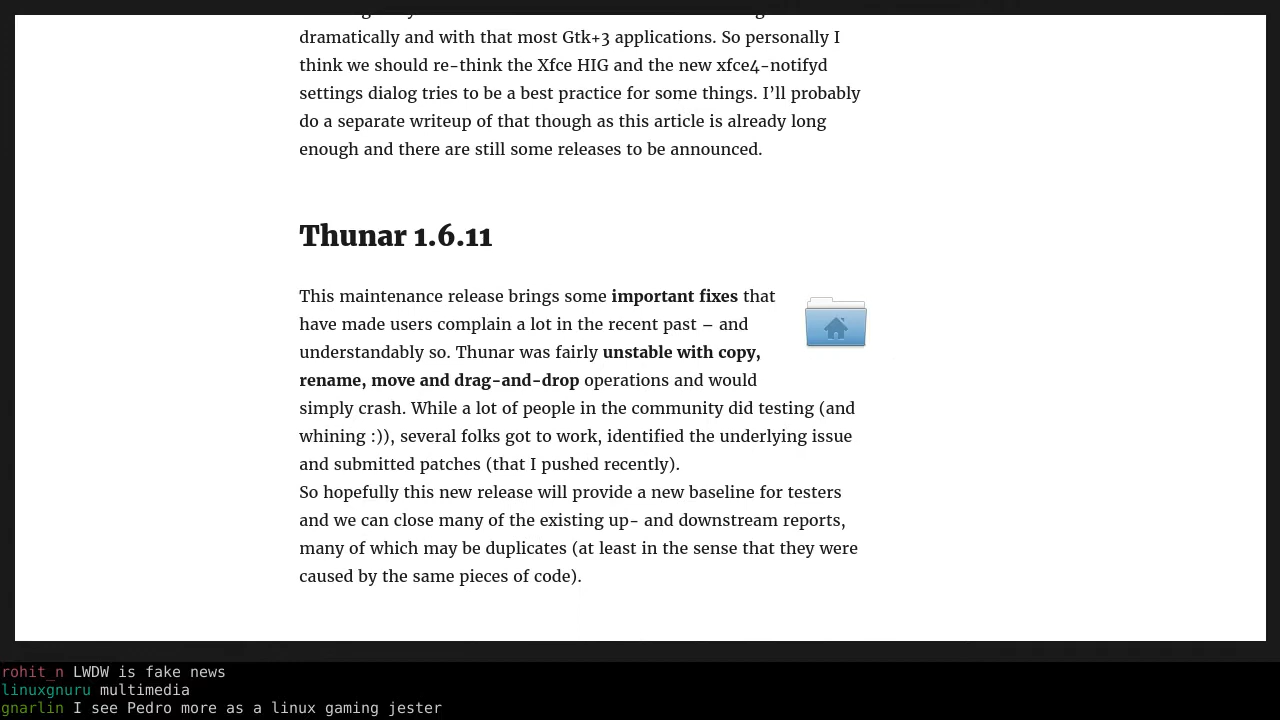 dramatically and with that most Gtk+3 applications. So personally I
think we should re-think the Xfce HIG and the new xfce4-notifyd
settings dialog tries to be a best practice for some things. I’ll probably
do a separate writeup of that though as this article is already long
enough and there are still some releases to be announced.
Thunar 1.6.11
This maintenance release brings some important fixes that
have made users complain a lot in the recent past – and
understandably so. Thunar was fairly unstable with copy,
rename, move and drag-and-drop operations and would
simply crash. While a lot of people in the community did testing (and
whining :)), several folks got to work, identified the underlying issue
and submitted patches (that I pushed recently).
So hopefully this new release will provide a new baseline for testers
and we can close many of the existing up- and downstream reports,
many of which may be duplicates (at least in the sense that they were
caused by the same pieces of code).
rohit_n LWDW is fake news
linuxgnuru multimedia
gnarlin I see Pedro more as a linux gaming jester